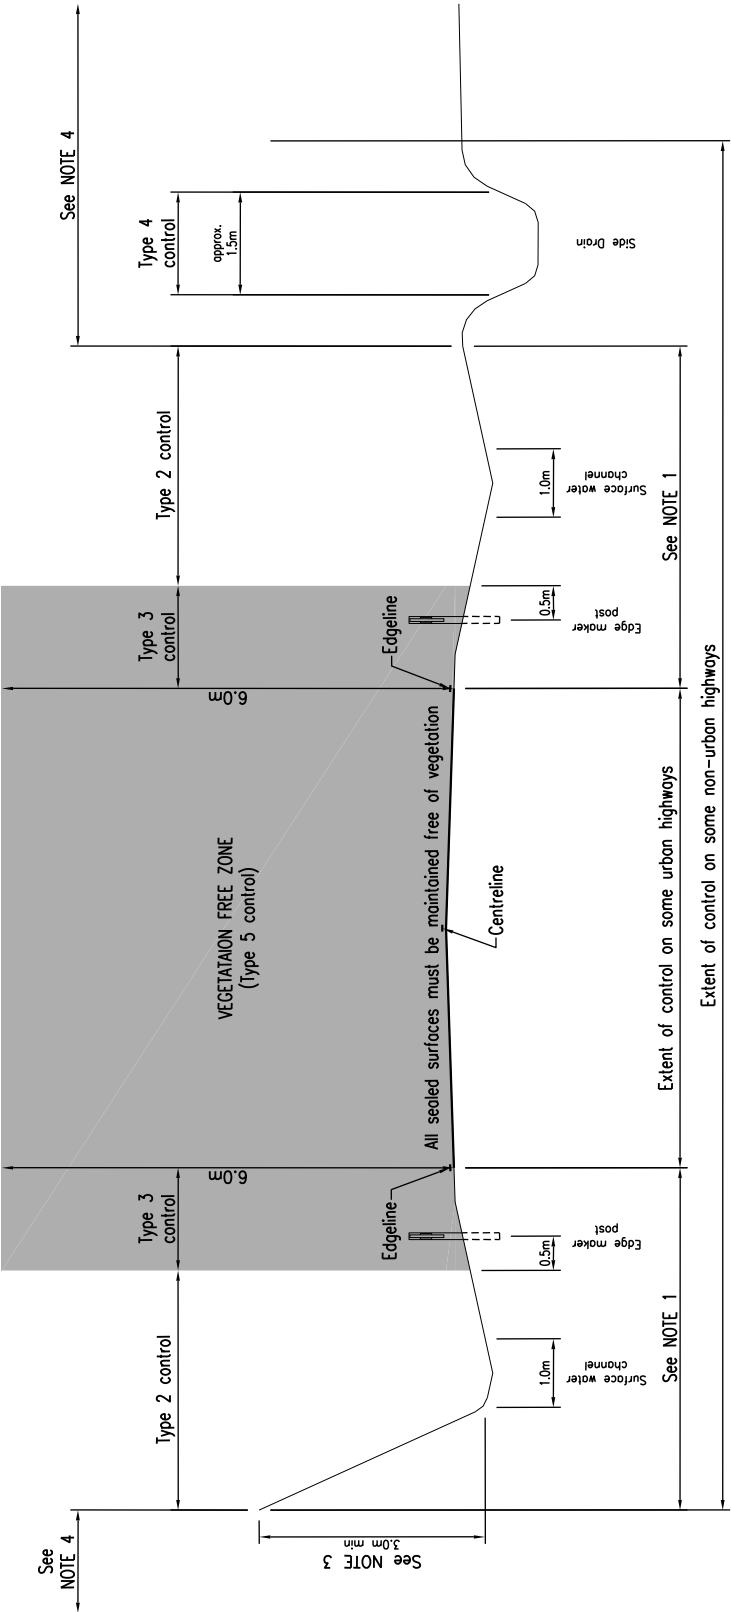 See
NOTE 4
See NOTE 4
Type 4
control
approx.
1.5m
Type 2 control
Type 3
control
Type 3
control
Type 2 control
6.0m
6.0m
VEGETATAION FREE ZONE
(Type 5 control)
Edgeline
Edgeline
All sealed surfaces must be maintained free of vegetation
Centreline
See NOTE 3
3.0m min
1.0m
Surface water
channel
0.5m
Edge maker
post
0.5m
Edge maker
post
1.0m
Surface water
channel
Side Drain
See NOTE 1
Extent of control on some urban highways
See NOTE 1
Extent of control on some non-urban highways